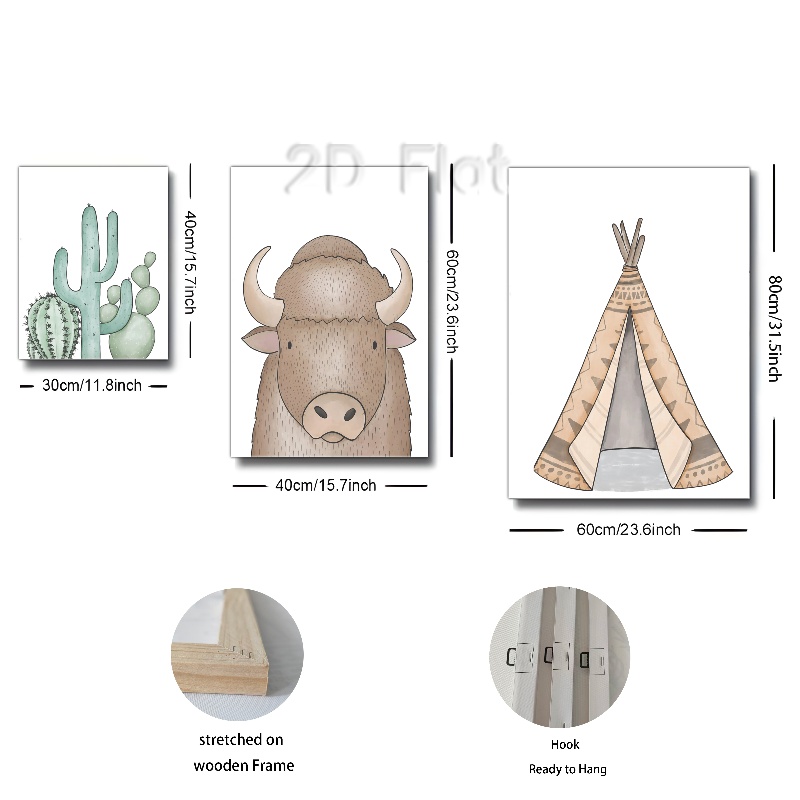 2D Flat
40cm/15.7inch
60cm/23.6inch
80cm/31.5inch
30cm/11.8inch
40cm/15.7inch
60cm/23.6inch
stretched on
wooden Frame
Hook
Ready to Hang